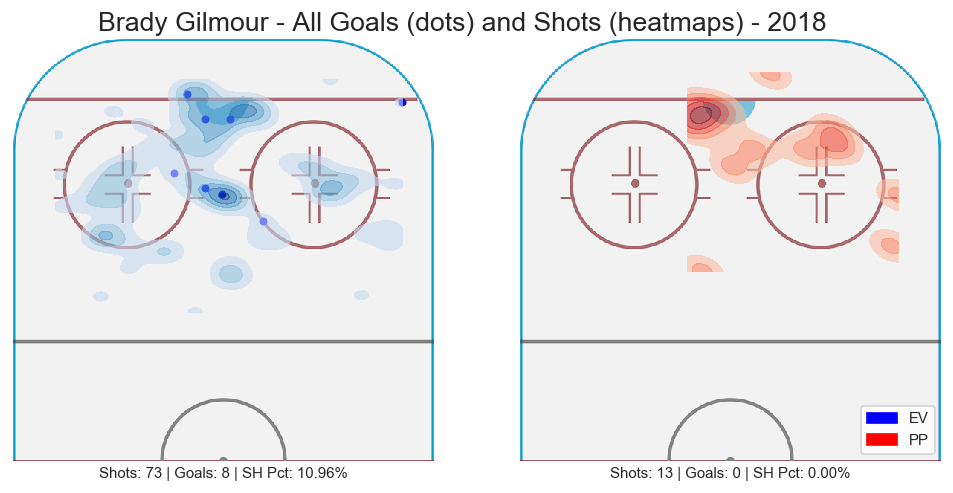 Brady Gilmour - All Goals (dots) and Shots (heatmaps) - 2018
EV
PP
Shots: 73 | Goals: 8 | SH Pct: 10.96%
Shots: 13 | Goals: 0 | SH Pct: 0.00%